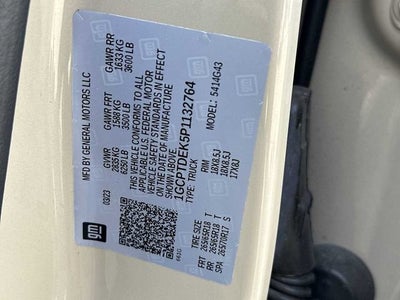 MFD BY GENERAL MOTORS LLC
03/23 GVWR GAWR FRT GAWR RR
2835 KG 1588 KG 1633 KG
6250 LB 3500 LB 3600 LB
THIS VEHICLE CONFORMS TO ALL
APPLICABLE U.S. FEDERAL MOTOR
VEHICLE SAFETY STANDARDS IN EFFECT
ON THE DATE OF MANUFACTURE
SHOWN ABOVE.
1GCPTDEK5P1132764
TYPE: TRUCK MODEL: 5414G43
TIRE SIZE RIM
FRT 265/65R18 T 18X8.5J
RR 265/65R18 T 18X8.5J
SPA 265/70R17 S 17X8J
gm